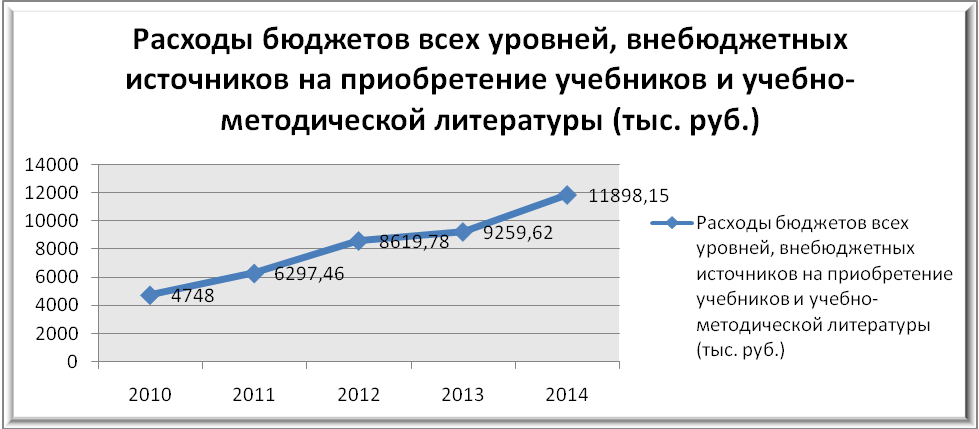 Расходы бюджетов всех уровней, внебюджетных
источников на приобретение учебников и учебно-
методической литературы (тыс. руб.)
14000
12000
10000
8000
6000
4000
2000
0
4748
6297,46
8619,78
9259,62
11898,15
2010
2011
2012
2013
2014
Расходы бюджетов всех
уровней, внебюджетных
источников на приобретение
учебников и учебно-
методической литературы
(тыс. руб.)